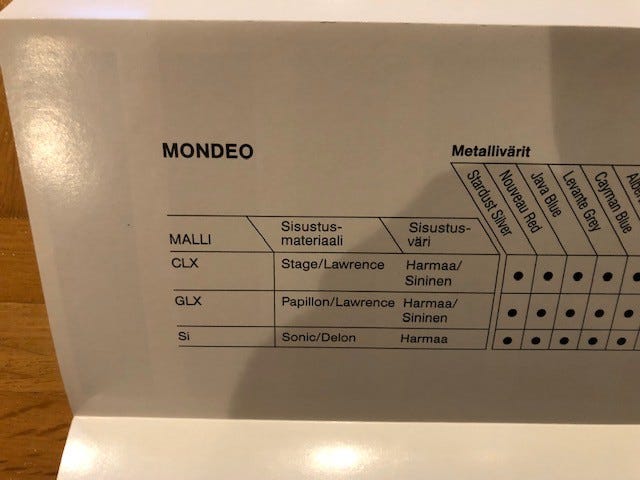 MONDEO
Metallivärit
Stardust Silver
Nouveau Red
Java Blue
Levante Grey
Cayman Blue
MALLI Sisustus-materiaali Sisustus-väri
CLX Stage/Lawrence Harmaa/
Sininen
GLX Papillon/Lawrence Harmaa/
Sininen
Si Sonic/Delon Harmaa